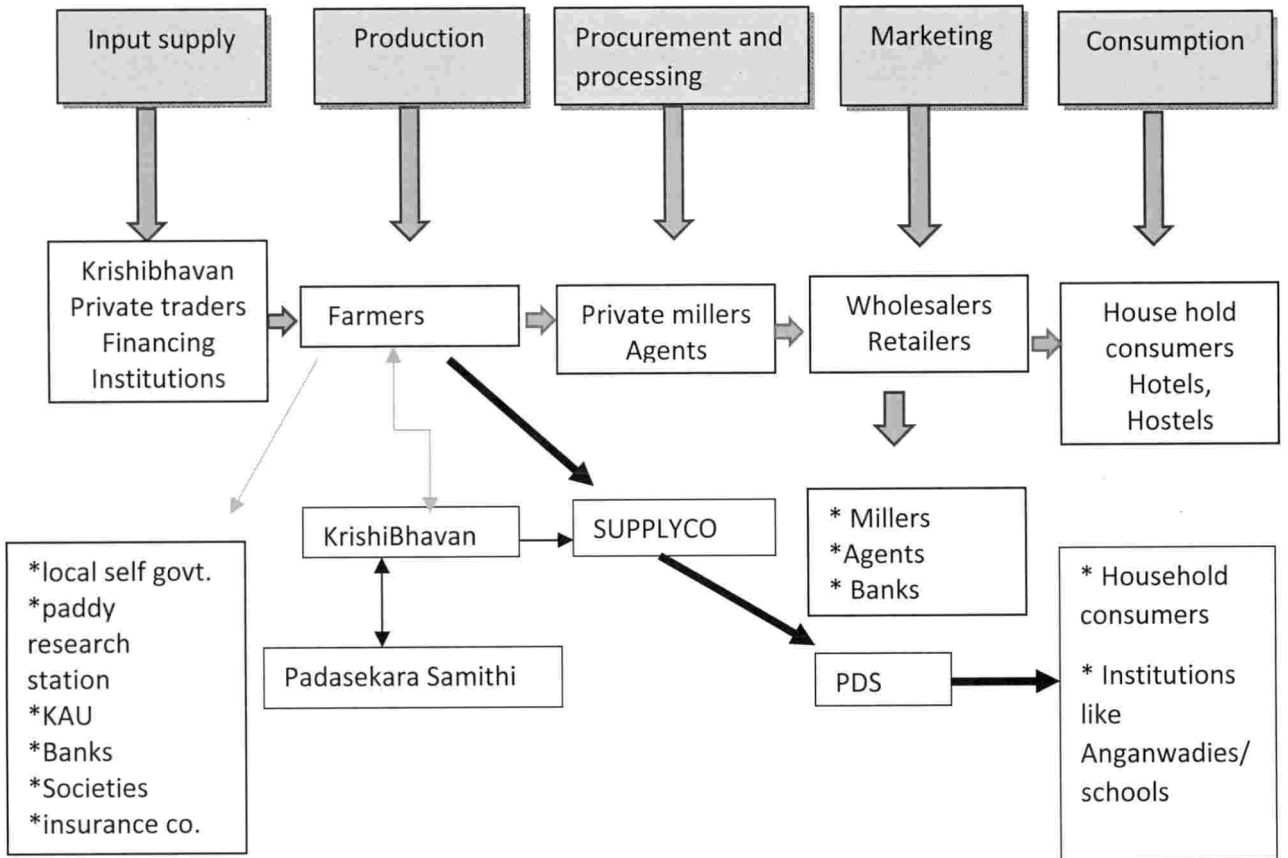 Input supply
Production
Procurement and
processing
Marketing
Consumption
Krishibhavan
Private traders
Financing
Institutions
Farmers
Private millers
Agents
Wholesalers
Retailers
House hold
consumers
Hotels,
Hostels
KrishiBhavan
SUPPLYCO
* Millers
*Agents
* Banks
*local self govt.
*paddy
research
station
*KAU
*Banks
*Societies
*insurance co.
Padasekara Samithi
PDS
* Household
consumers
* Institutions
like
Anganwadies/
schools